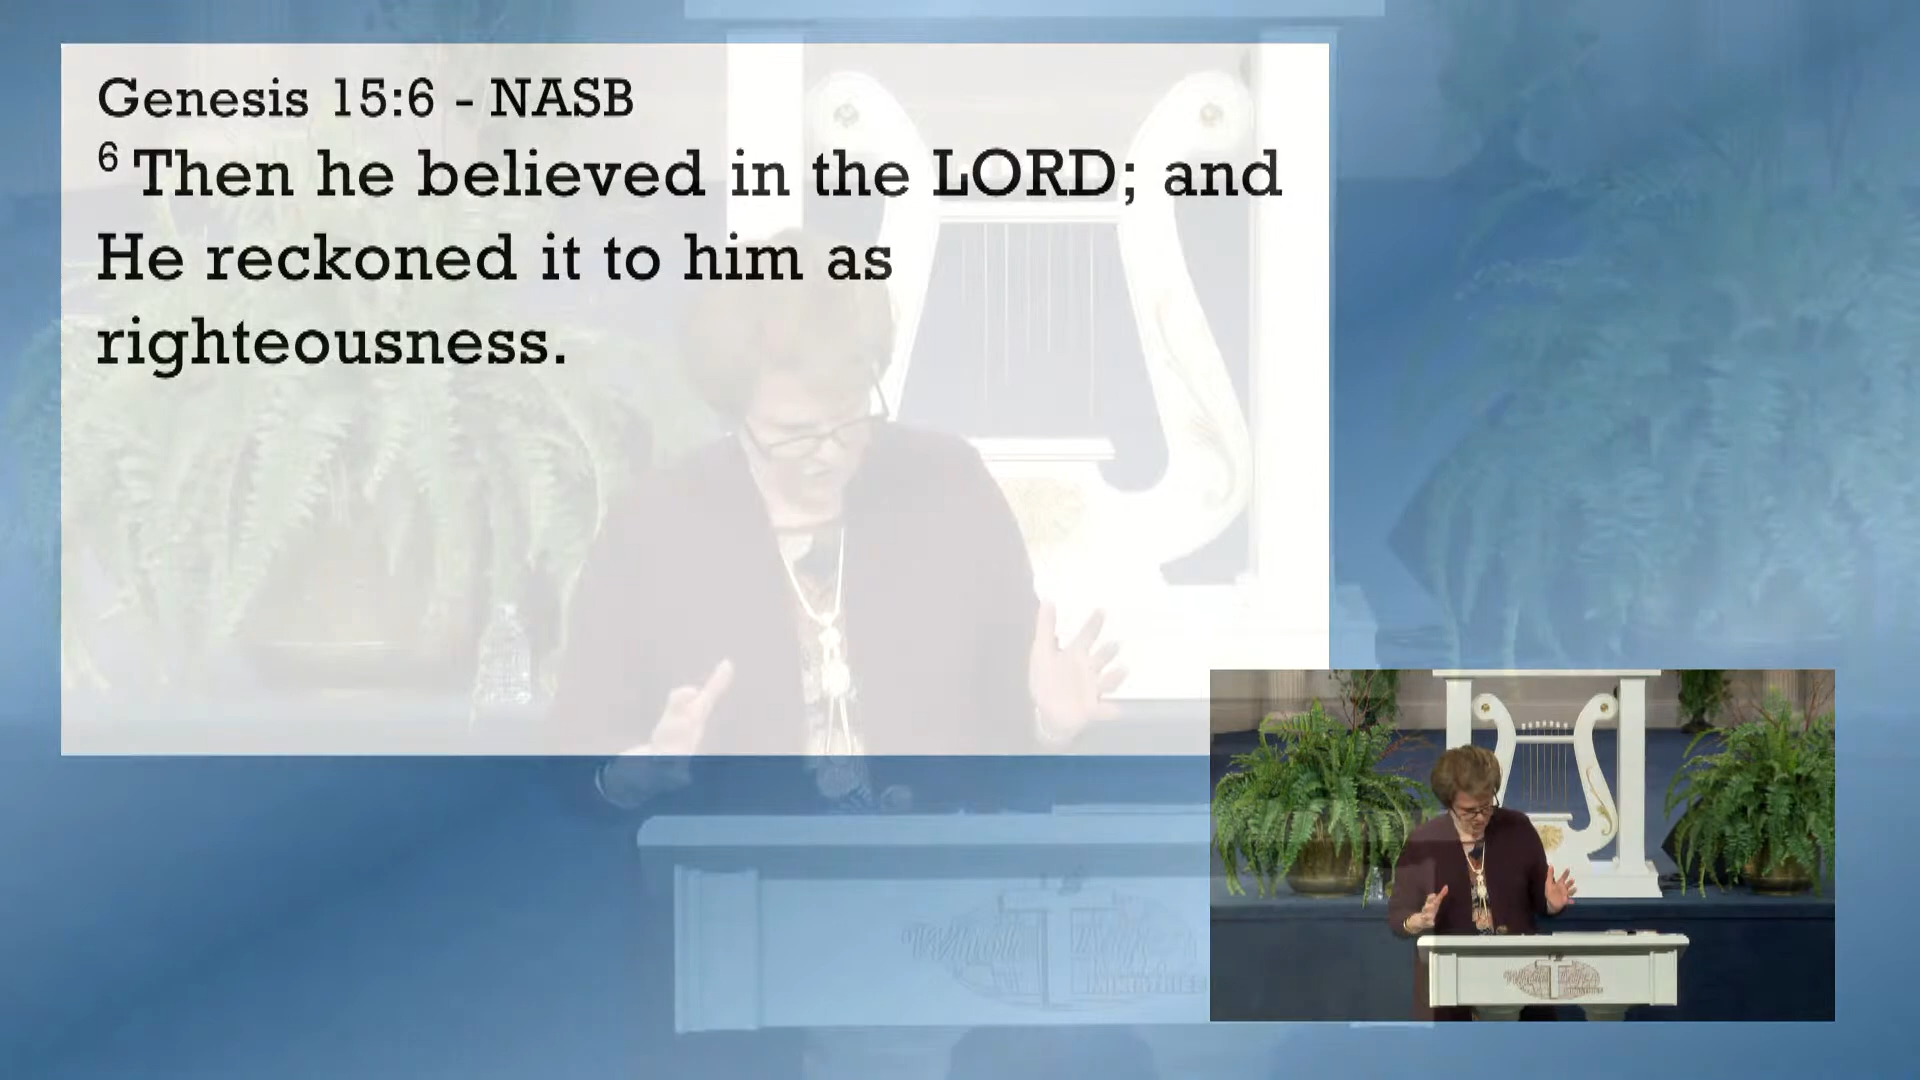 Genesis 15:6 - NASB
6 Then he believed in the LORD; and
He reckoned it to him as
righteousness.